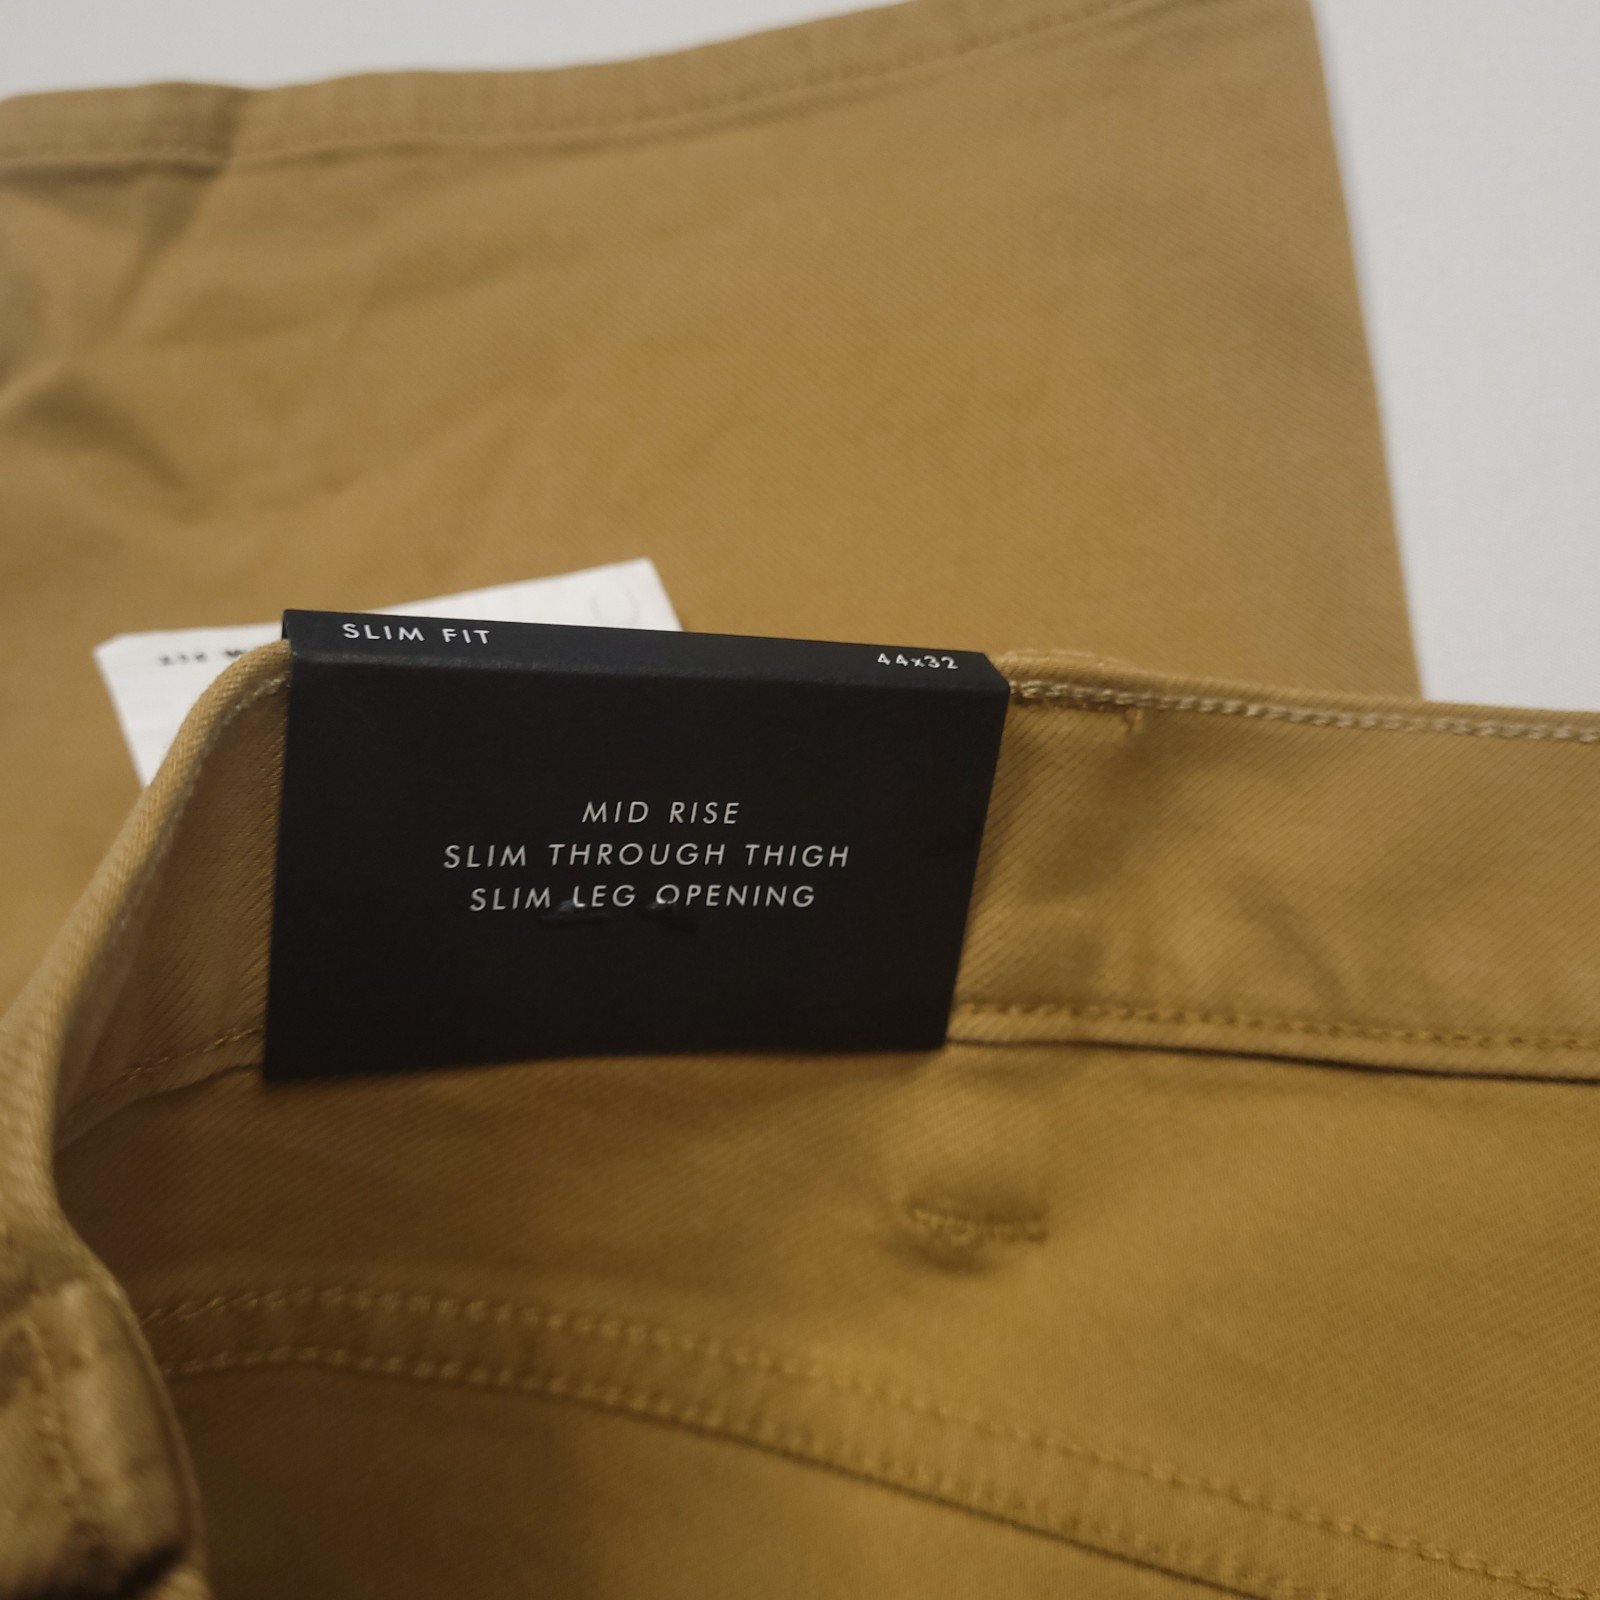 SLIM FIT
44x32
MID RISE
SLIM THROUGH THIGH
SLIM LEG OPENING